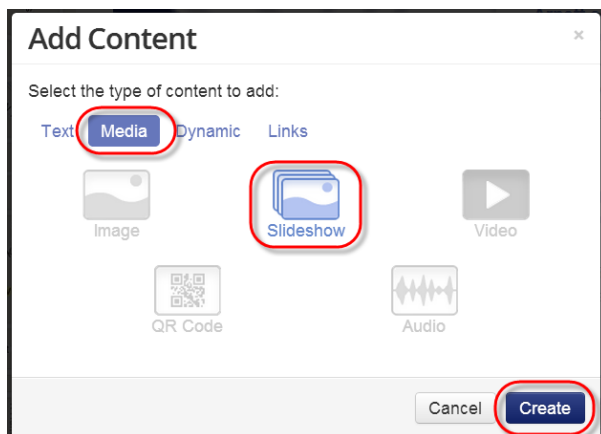 Add Content ×
Select the type of content to add:
Text Media Dynamic Links
Image Slideshow Video
QR Code Audio
Cancel Create